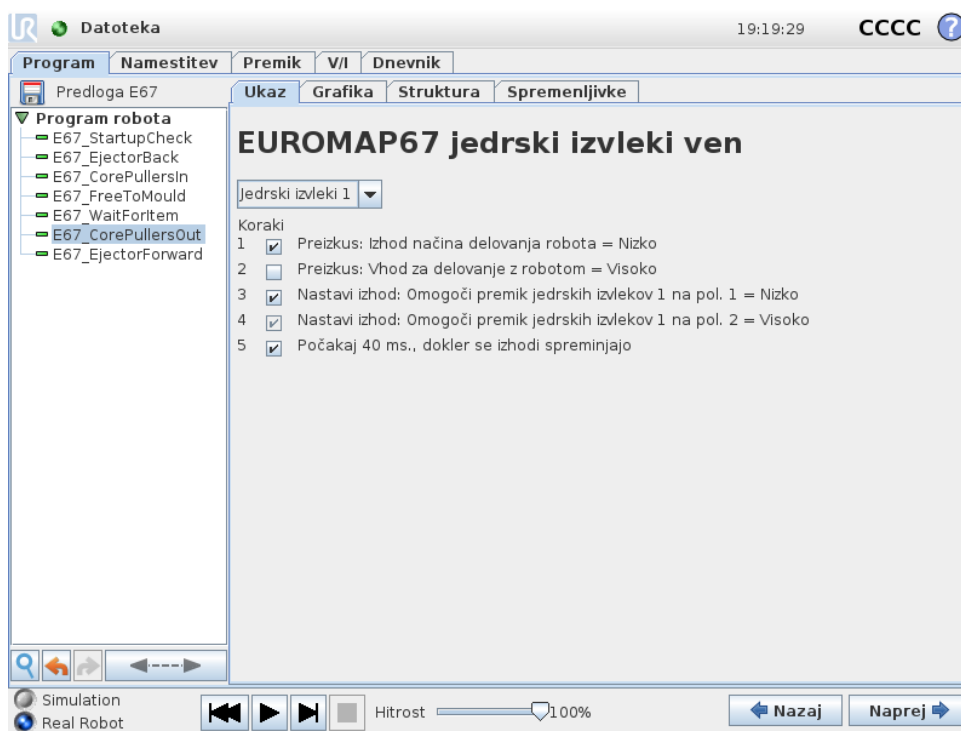 UR Datoteka 19:19:29 CCCC ?
Program Namestitev Premik V/I Dnevnik
Predloga E67 Ukaz Grafika Struktura Spremenljivke
Program robota
E67_StartupCheck
E67_EjectorBack
E67_CorePullersIn
E67_FreeToMould
E67_WaitForItem
E67_CorePullersOut
E67_EjectorForward
EUROMAP67 jedrski izvleki ven
Jedrski izvleki 1
Koraki
1 Preizkus: Izhod načina delovanja robota = Nizko
2 Preizkus: Vhod za delovanje z robotom = Visoko
3 Nastavi izhod: Omogoči premik jedrskih izvlekov 1 na pol. 1 = Nizko
4 Nastavi izhod: Omogoči premik jedrskih izvlekov 1 na pol. 2 = Visoko
5 Počakaj 40 ms., dokler se izhodi spreminjajo
Simulation
Real Robot
Hitrost 100% Nazaj Naprej